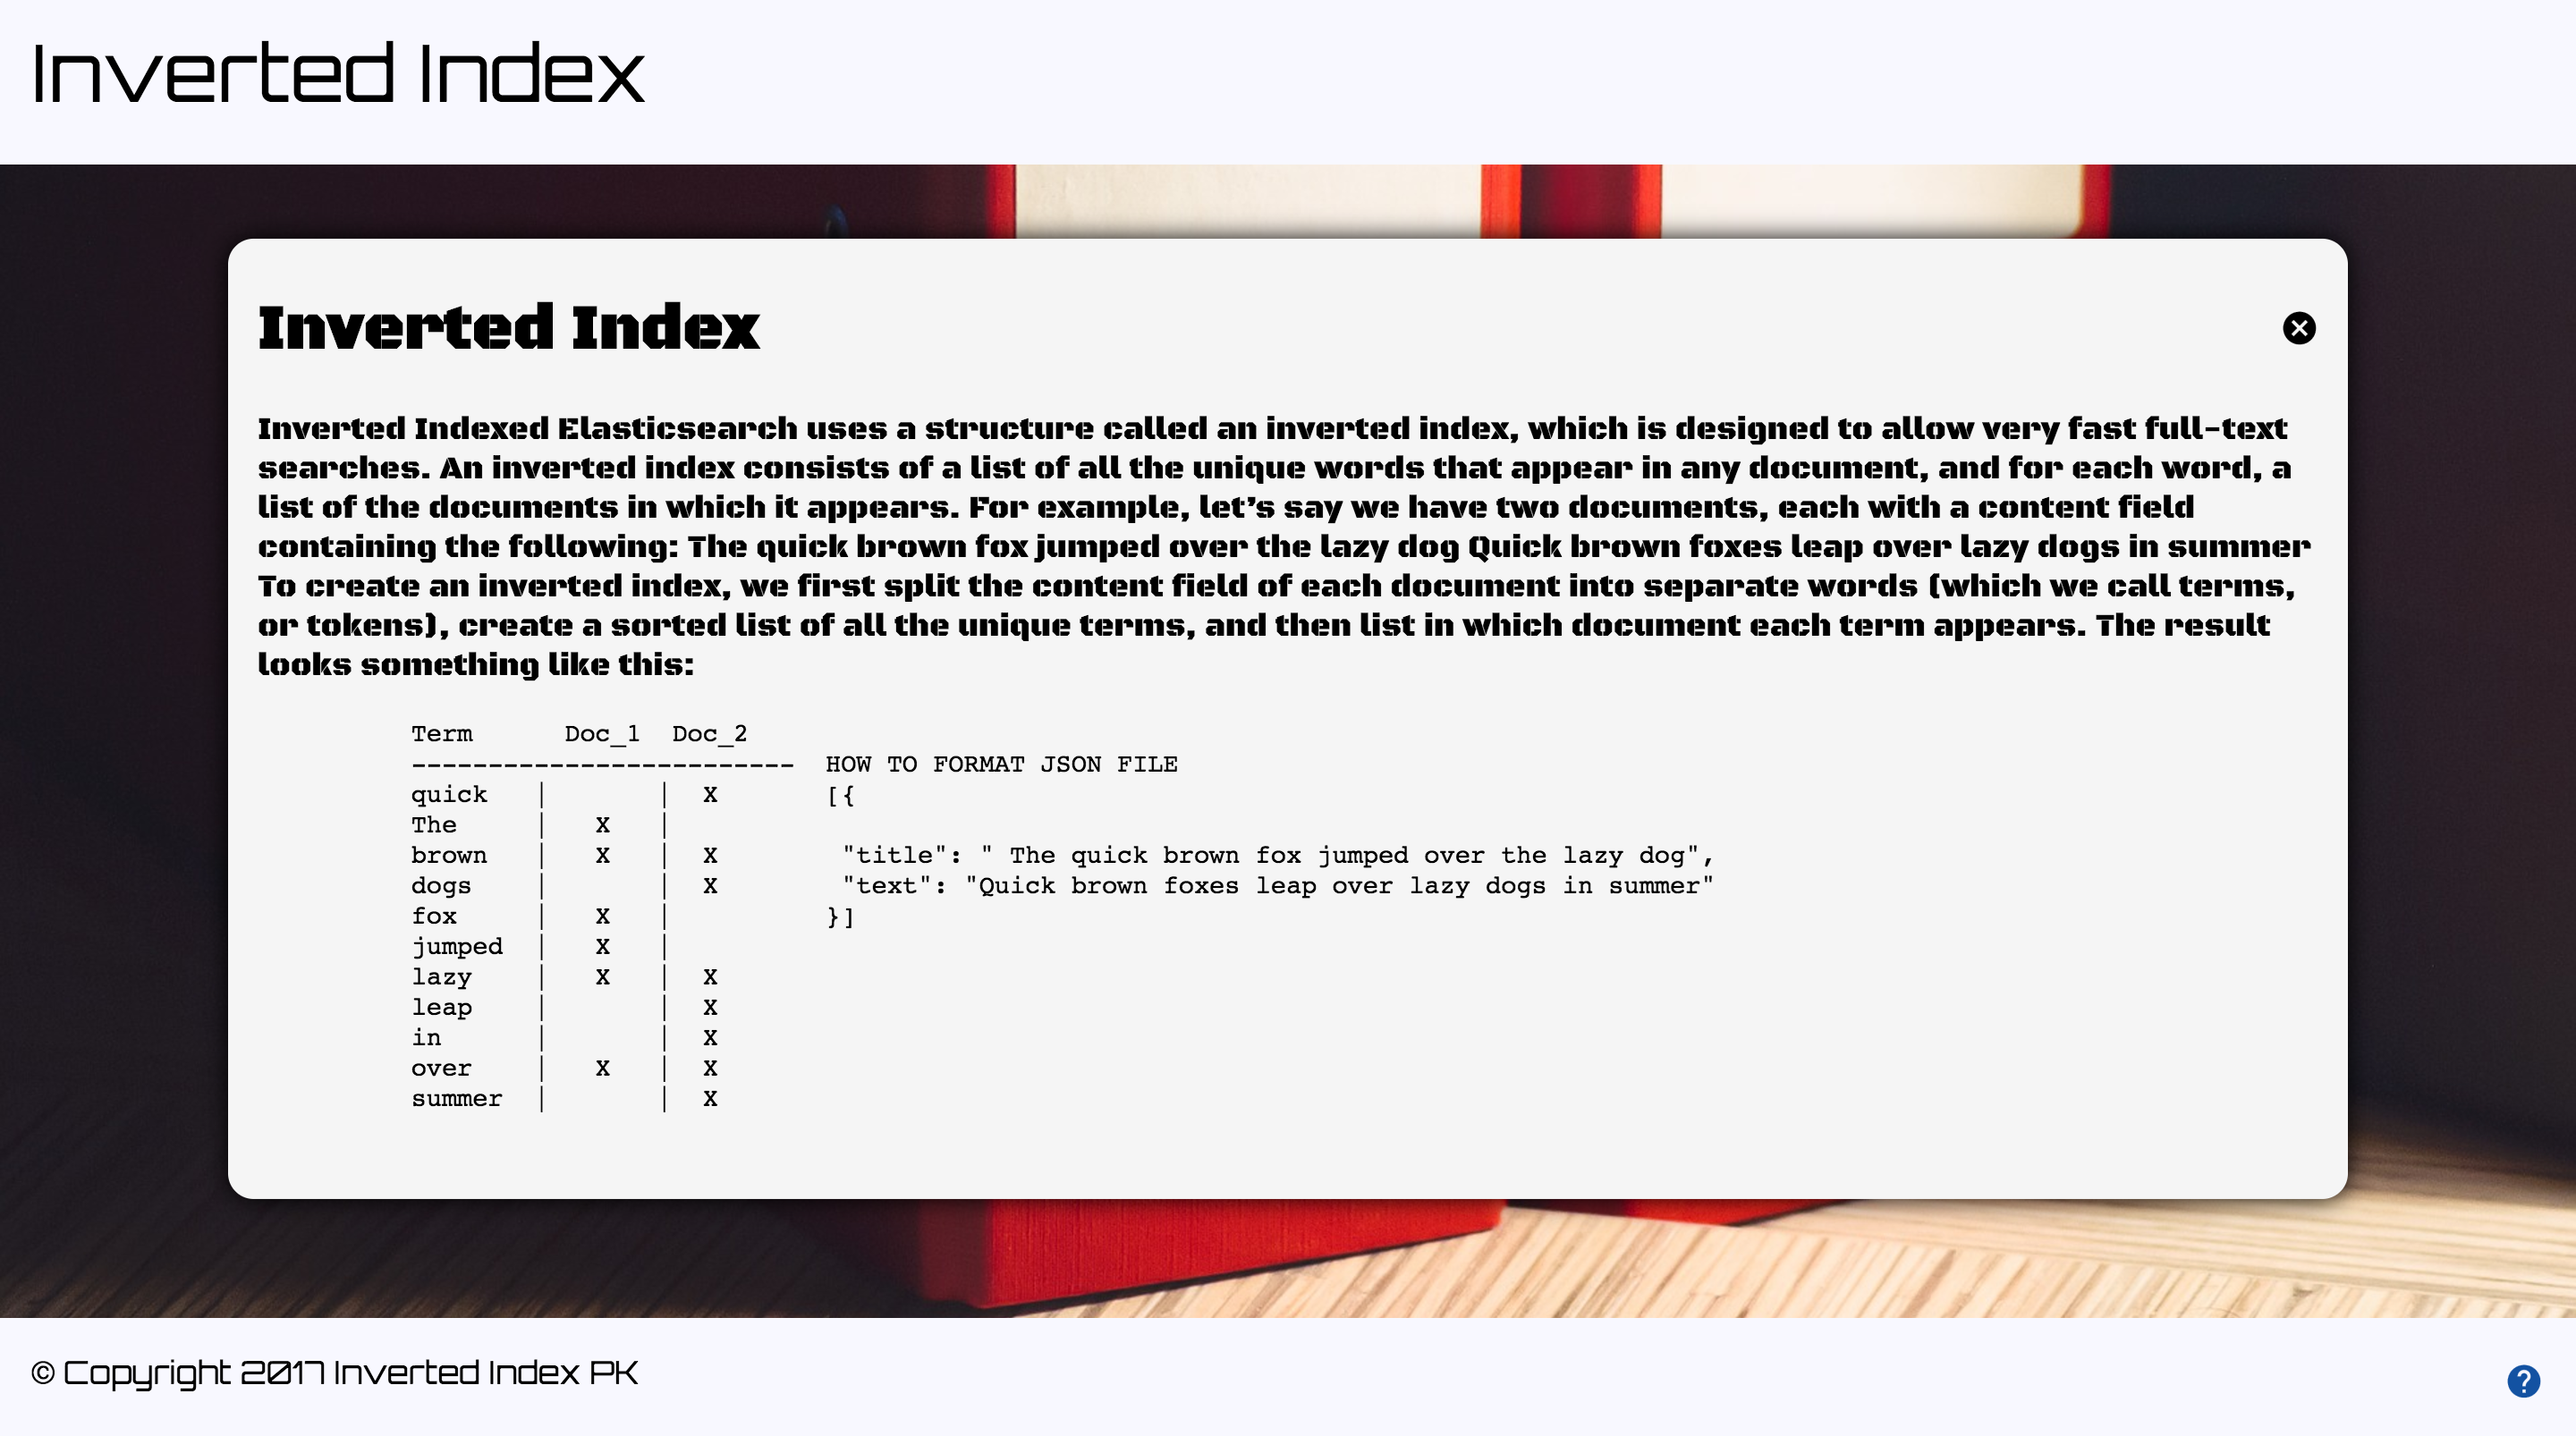 Inverted Index
Inverted Index
Inverted Indexed Elasticsearch uses a structure called an inverted index, which is designed to allow very fast full-text
searches. An inverted index consists of a list of all the unique words that appear in any document, and for each word, a
list of the documents in which it appears. For example, let’s say we have two documents, each with a content field
containing the following: The quick brown fox jumped over the lazy dog Quick brown foxes leap over lazy dogs in summer
To create an inverted index, we first split the content field of each document into separate words (which we call terms,
or tokens), create a sorted list of all the unique terms, and then list in which document each term appears. The result
looks something like this:
Term      Doc_1  Doc_2
-------------------------  HOW TO FORMAT JSON FILE
quick   |       |  X       [{
The     |   X   |
brown   |   X   |  X        "title": " The quick brown fox jumped over the lazy dog",
dogs    |       |  X        "text": "Quick brown foxes leap over lazy dogs in summer"
fox     |   X   |          }]
jumped  |   X   |
lazy    |   X   |  X
leap    |       |  X
in      |       |  X
over    |   X   |  X
summer  |       |  X
© Copyright 2017 Inverted Index PK
?